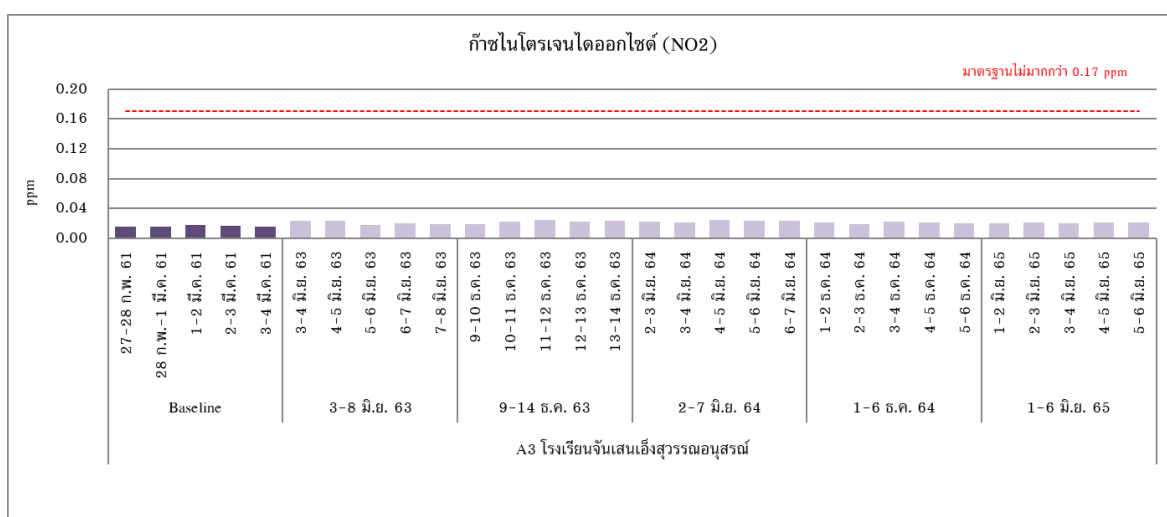 ก๊าซไนโตรเจนไดออกไซด์ (NO2)
มาตรฐานไม่มากกว่า 0.17 ppm
0.20
0.16
0.12
0.08
0.04
0.00
ppm
27-28 ก.พ. 61
28 ก.พ.-1 มี.ค. 61
1-2 มี.ค. 61
2-3 มี.ค. 61
3-4 มี.ค. 61
3-4 มิ.ย. 63
4-5 มิ.ย. 63
5-6 มิ.ย. 63
6-7 มิ.ย. 63
7-8 มิ.ย. 63
9-10 ธ.ค. 63
10-11 ธ.ค. 63
11-12 ธ.ค. 63
12-13 ธ.ค. 63
13-14 ธ.ค. 63
2-3 มิ.ย. 64
3-4 มิ.ย. 64
4-5 มิ.ย. 64
5-6 มิ.ย. 64
6-7 มิ.ย. 64
1-2 ธ.ค. 64
2-3 ธ.ค. 64
3-4 ธ.ค. 64
4-5 ธ.ค. 64
5-6 ธ.ค. 64
1-2 มิ.ย. 65
2-3 มิ.ย. 65
3-4 มิ.ย. 65
4-5 มิ.ย. 65
5-6 มิ.ย. 65
Baseline
3-8 มิ.ย. 63
9-14 ธ.ค. 63
2-7 มิ.ย. 64
1-6 ธ.ค. 64
1-6 มิ.ย. 65
A3 โรงเรียนจันเสนเอ็งสุวรรณอนุสรณ์